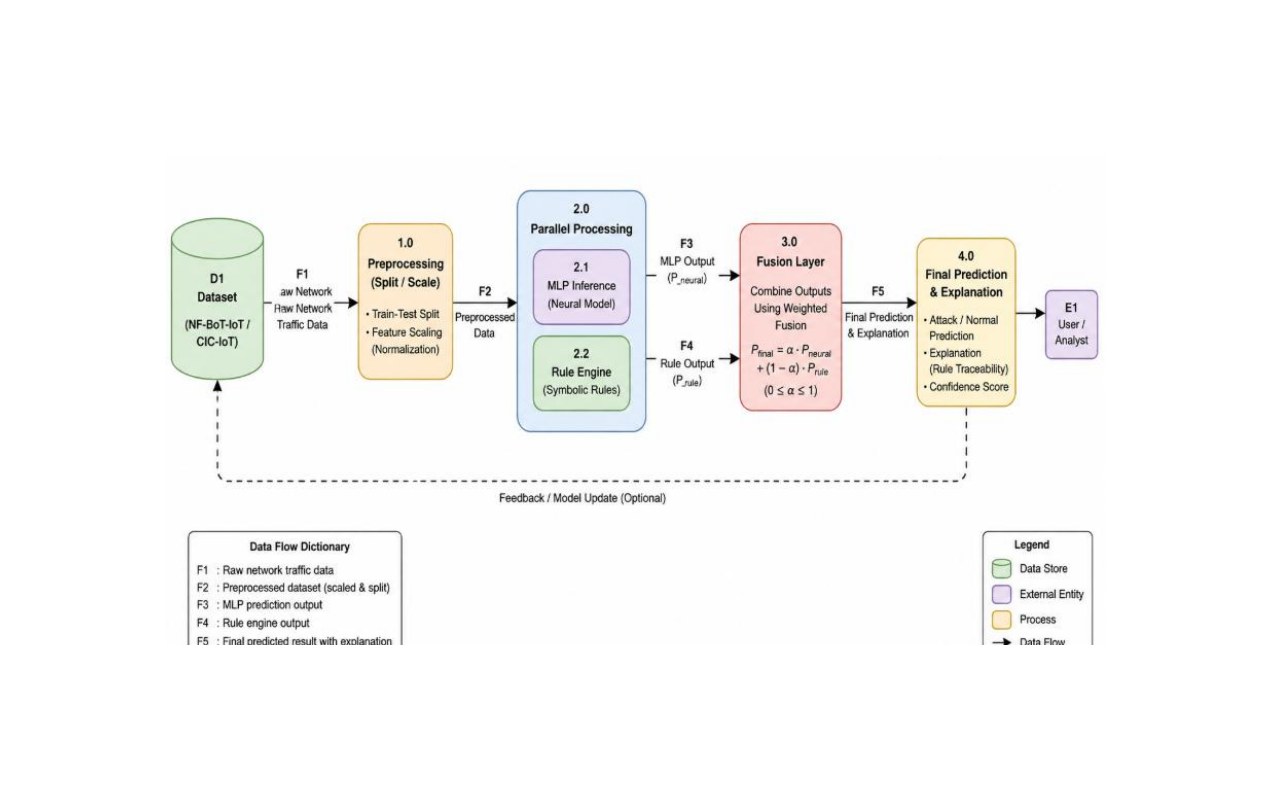 D1
Dataset
(NF-BoT-IoT /
CIC-IoT)
F1
aw Network
Raw Network
Traffic Data
1.0
Preprocessing
(Split / Scale)
• Train-Test Split
• Feature Scaling
(Normalization)
F2
Preprocessed
Data
2.0
Parallel Processing
2.1
MLP Inference
(Neural Model)
2.2
Rule Engine
(Symbolic Rules)
F3
MLP Output
(P_neural)
F4
Rule Output
(P_rule)
3.0
Fusion Layer
Combine Outputs
Using Weighted
Fusion
P_final = α · P_neural
+ (1 − α) · P_rule
(0 ≤ α ≤ 1)
F5
Final Prediction
& Explanation
4.0
Final Prediction
& Explanation
• Attack / Normal
Prediction
• Explanation
(Rule Traceability)
• Confidence Score
E1
User /
Analyst
Feedback / Model Update (Optional)
Data Flow Dictionary
F1 : Raw network traffic data
F2 : Preprocessed dataset (scaled & split)
F3 : MLP prediction output
F4 : Rule engine output
F5 : Final predicted result with explanation
Legend
Data Store
External Entity
Process
Data Flow